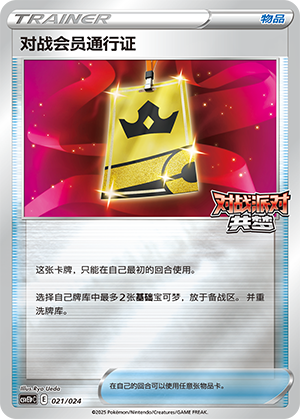 TRAINER
物品
对战会员通行证
对战派对
共梦
这张卡牌，只能在自己最初的回合使用。
选择自己牌库中最多2张基础宝可梦，放于备战区。 并重
洗牌库。
Illus. Ryo Ueda
E 021/024
在自己的回合可以使用任意张物品卡。
©2025 Pokémon/Nintendo/Creatures/GAME FREAK.